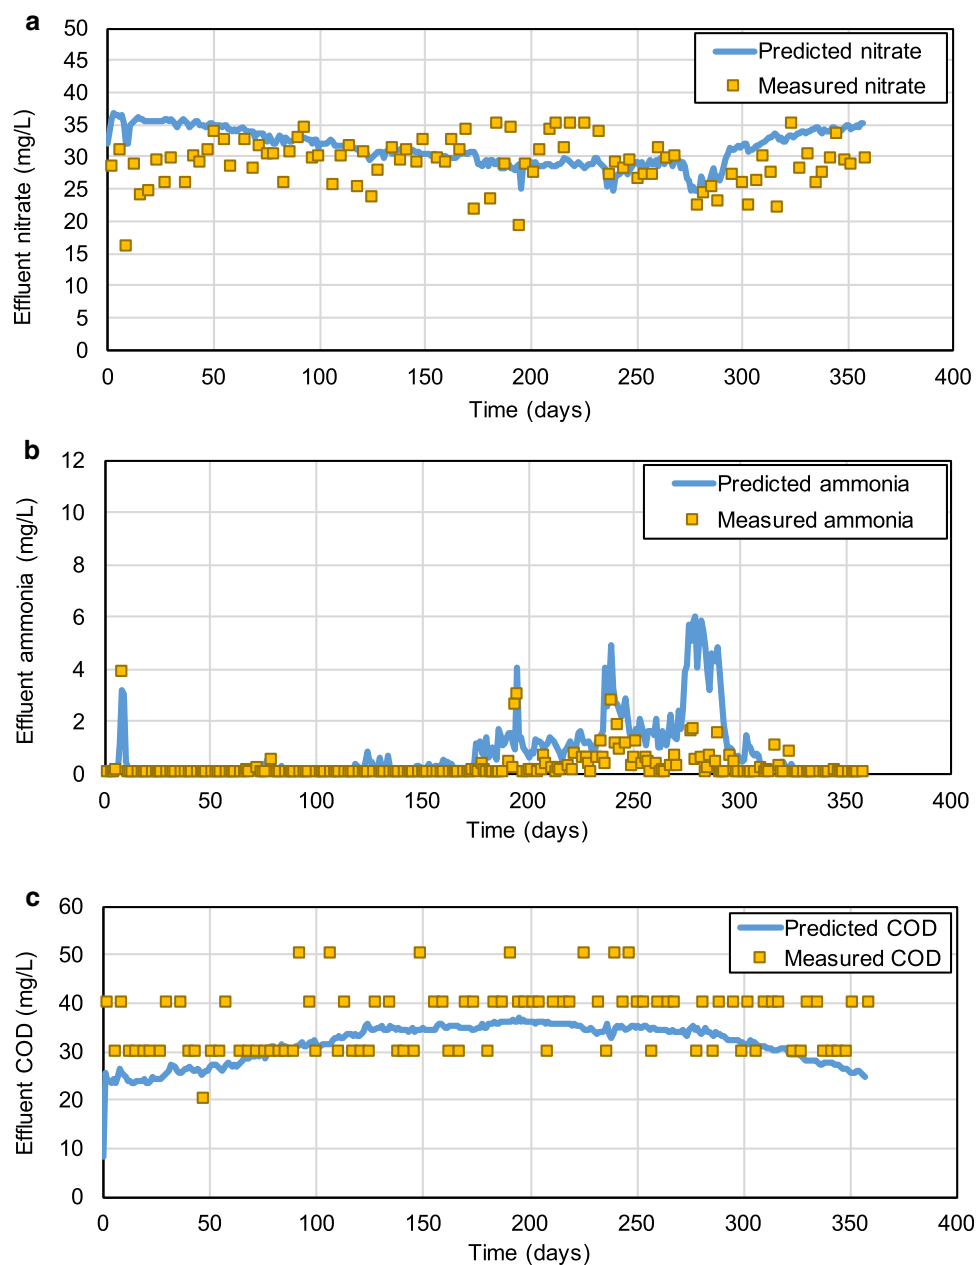 a
50
45
40
35
30
25
20
15
10
5
0
Effluent nitrate (mg/L)
Predicted nitrate
Measured nitrate
0 50 100 150 200 250 300 350 400
Time (days)
b
12
10
8
6
4
2
0
Effluent ammonia (mg/L)
Predicted ammonia
Measured ammonia
0 50 100 150 200 250 300 350 400
Time (days)
c
60
50
40
30
20
10
0
Effluent COD (mg/L)
Predicted COD
Measured COD
0 50 100 150 200 250 300 350 400
Time (days)